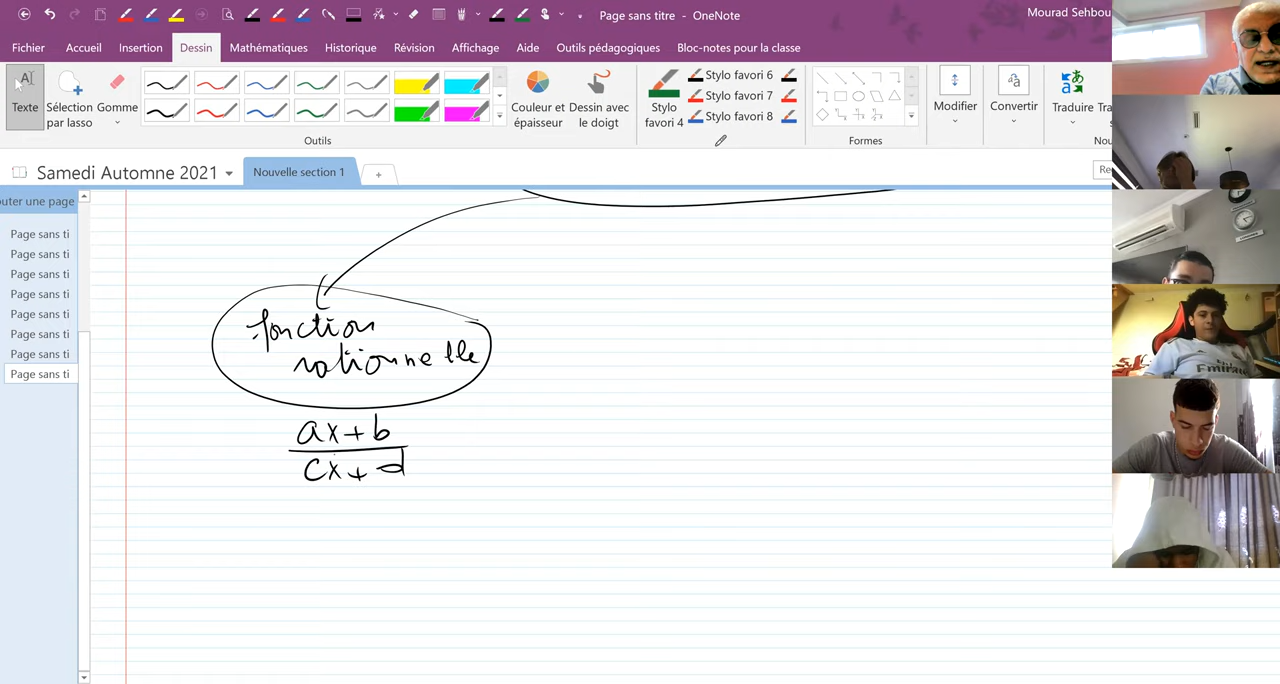 Page sans titre - OneNote
Mourad Sehbou
Fichier Accueil Insertion Dessin Mathématiques Historique Révision Affichage Aide Outils pédagogiques Bloc-notes pour la classe
Texte
Sélection par lasso
Gomme
Couleur et épaisseur
Dessin avec le doigt
Stylo favori 4
Stylo favori 6
Stylo favori 7
Stylo favori 8
Modifier
Convertir
Traduire
Outils
Formes
Samedi Automne 2021
Nouvelle section 1
outer une page
Page sans ti
Page sans ti
Page sans ti
Page sans ti
Page sans ti
Page sans ti
Page sans ti
Page sans ti
fonction
rationnelle
ax+b
cx+d